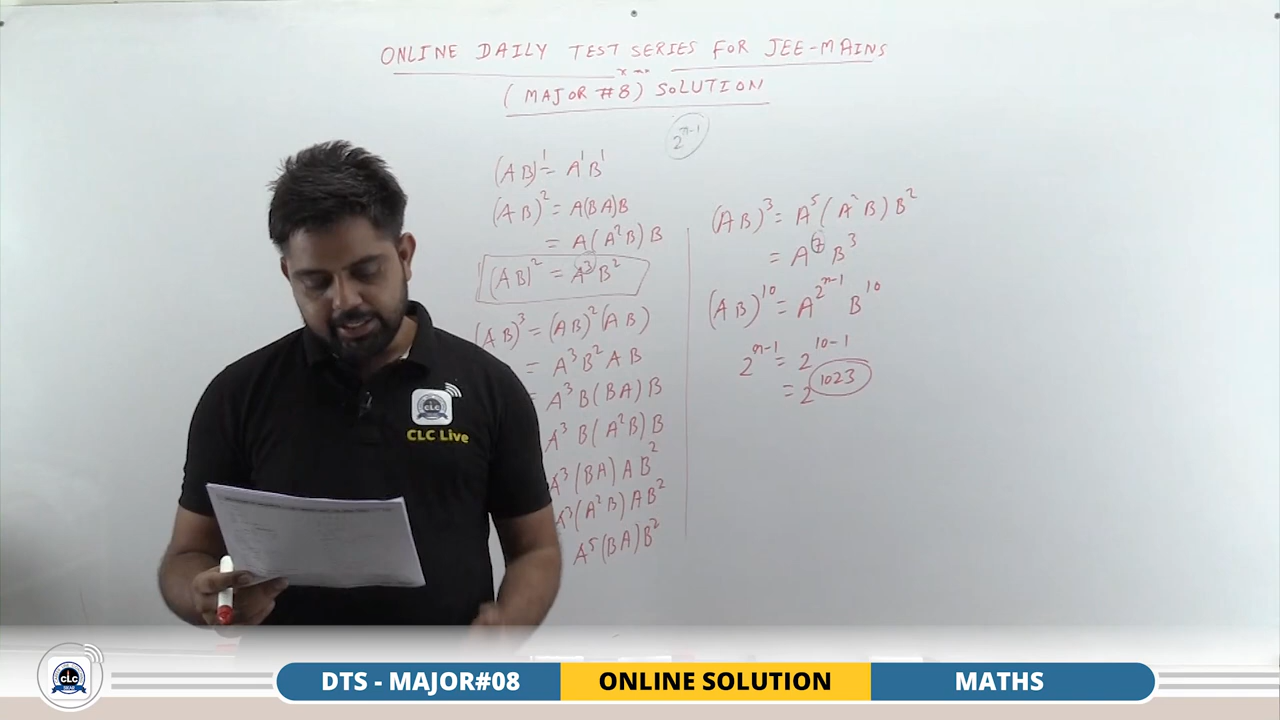 ONLINE DAILY TEST SERIES FOR JEE-MAINS
(MAJOR #8) SOLUTION
2^{n-1}
(AB)^1 = A^1 B^1
(AB)^2 = A(BA)B
= A(A^2 B)B
(AB)^2 = A^3 B^2
(AB)^3 = (AB)^2 (AB)
= A^3 B^2 A B
= A^3 B(BA)B
A^3 B(A^2 B)B
A^3 (BA) A B^2
A^3 (A^2 B) A B^2
A^5 (BA) B^2
(AB)^3 = A^5 (A^2 B) B^2
= A^7 B^3
(AB)^10 = A^{2^{n-1}} B^10
2^{n-1} = 2^{10-1}
= 2^{1023}
CLC
CLC Live
CLC
SIKAR
DTS - MAJOR#08
ONLINE SOLUTION
MATHS